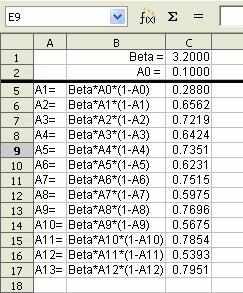 E9 f(x) Σ =
A B C
1 Beta = 3.2000
2 A0 = 0.1000
5 A1= Beta*A0*(1-A0) 0.2880
6 A2= Beta*A1*(1-A1) 0.6562
7 A3= Beta*A2*(1-A2) 0.7219
8 A4= Beta*A3*(1-A3) 0.6424
9 A5= Beta*A4*(1-A4) 0.7351
10 A6= Beta*A5*(1-A5) 0.6231
11 A7= Beta*A6*(1-A6) 0.7515
12 A8= Beta*A7*(1-A7) 0.5975
13 A9= Beta*A8*(1-A8) 0.7696
14 A10= Beta*A9*(1-A9) 0.5675
15 A11= Beta*A10*(1-A10) 0.7854
16 A12= Beta*A11*(1-A11) 0.5393
17 A13= Beta*A12*(1-A12) 0.7951
18